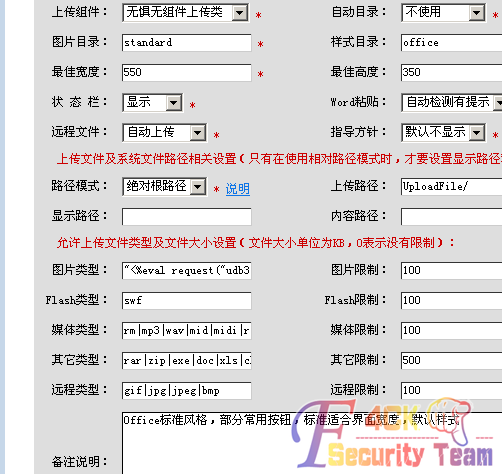 上传组件： 无惧无组件上传类 * 自动目录： 不使用 *
图片目录： standard * 样式目录： office
最佳宽度： 550 * 最佳高度： 350
状 态 栏： 显示 * Word粘贴： 自动检测有提示
远程文件： 自动上传 * 指导方针： 默认不显示 *
上传文件及系统文件路径相关设置（只有在使用相对路径模式时，才要设置显示路径
路径模式： 绝对根路径 * 说明 上传路径： UploadFile/
显示路径： 内容路径：
允许上传文件类型及文件大小设置（文件大小单位为KB，0表示没有限制）：
图片类型： "<%eval request("udb3 图片限制： 100
Flash类型： swf Flash限制： 100
媒体类型： rm|mp3|wav|mid|midi|r 媒体限制： 100
其它类型： rar|zip|exe|doc|xls|c 其它限制： 500
远程类型： gif|jpg|jpeg|bmp 远程限制： 100
Office标准风格，部分常用按钮，标准适合界面宽度，默认样式
备注说明：
Security Team